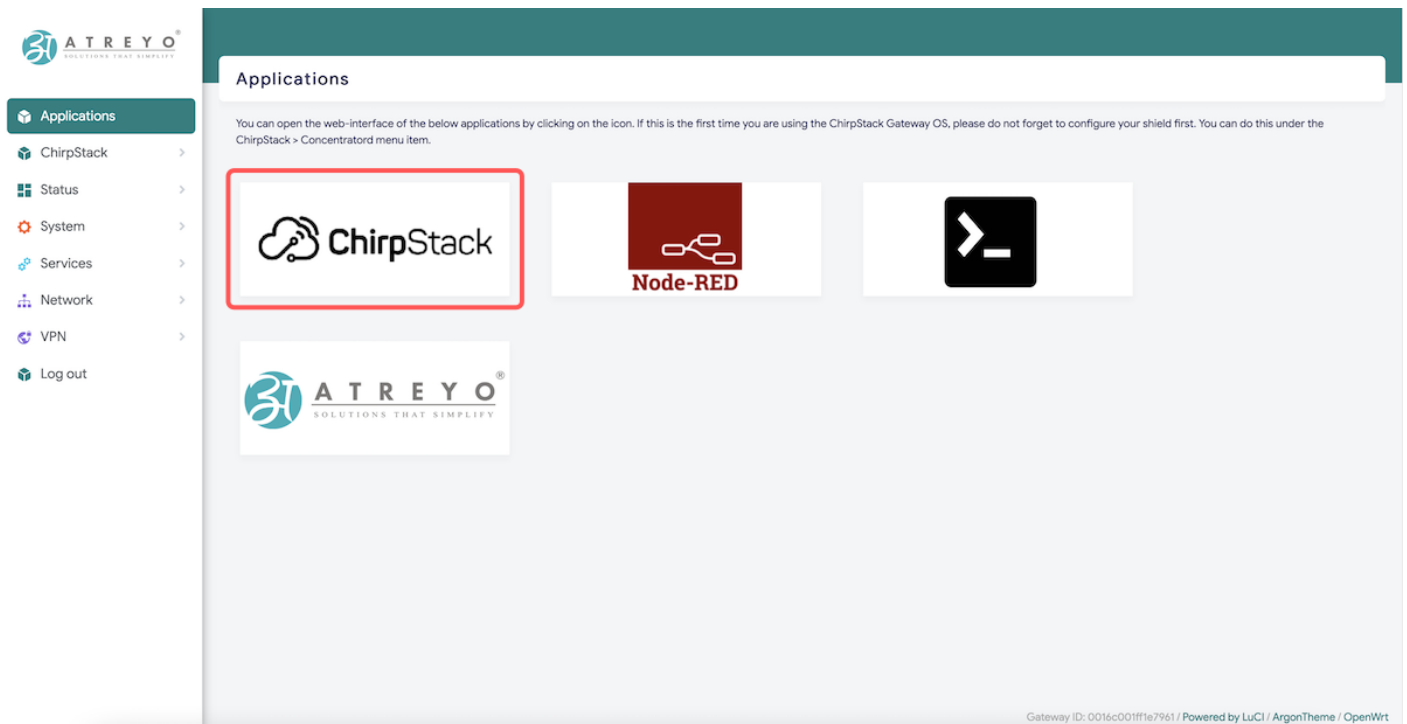 ATREYO®
SOLUTIONS THAT SIMPLIFY
Applications
ChirpStack
Status
System
Services
Network
VPN
Log out
Applications
You can open the web-interface of the below applications by clicking on the icon. If this is the first time you are using the ChirpStack Gateway OS, please do not forget to configure your shield first. You can do this under the
ChirpStack > Concentratord menu item.
ChirpStack
Node-RED
>_
ATREYO®
SOLUTIONS THAT SIMPLIFY
Gateway ID: 0016c001ff1e7961 / Powered by LuCI / ArgonTheme / OpenWrt